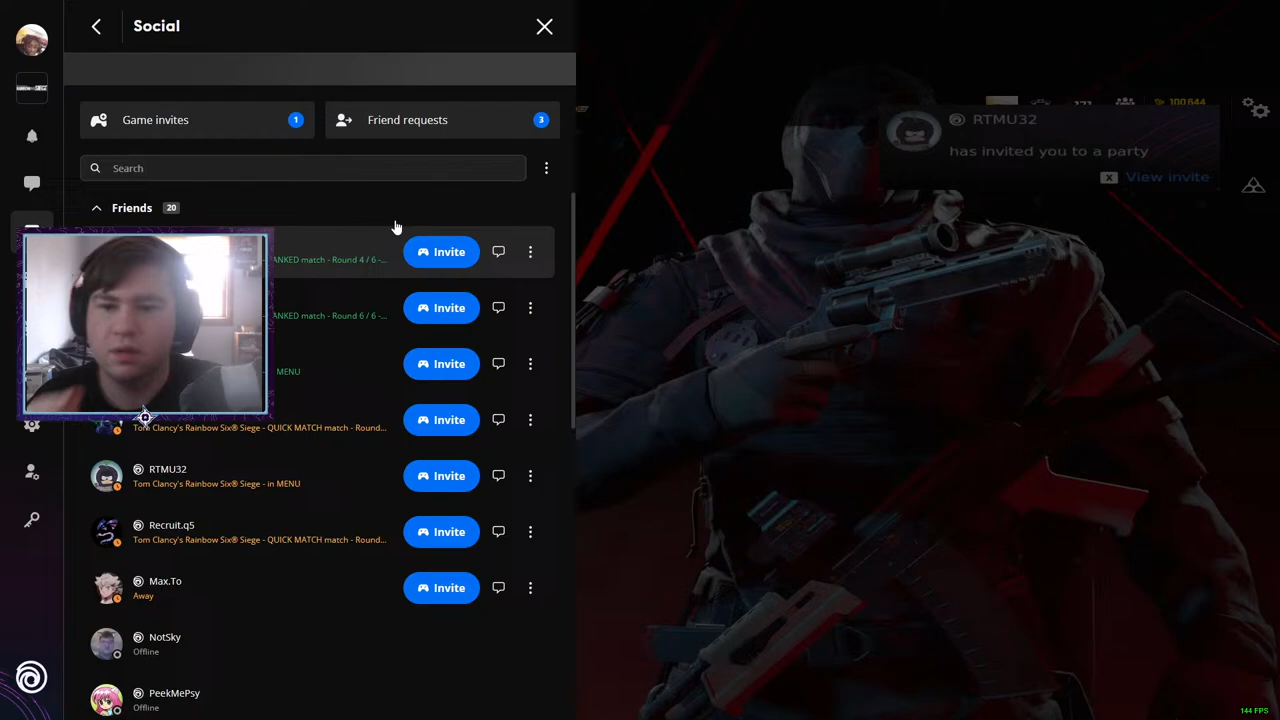 Social
Game invites 1
Friend requests 3
Search
Friends 20
ANKED match - Round 4 / 6 -...
Invite
ANKED match - Round 6 / 6 -...
Invite
MENU
Invite
Tom Clancy's Rainbow Six® Siege - QUICK MATCH match - Round...
Invite
RTMU32
Tom Clancy's Rainbow Six® Siege - in MENU
Invite
Recruit.q5
Tom Clancy's Rainbow Six® Siege - QUICK MATCH match - Round...
Invite
Max.To
Away
Invite
NotSky
Offline
PeekMePsy
Offline
171
100 644
RTMU32
has invited you to a party
X View invite
144 FPS